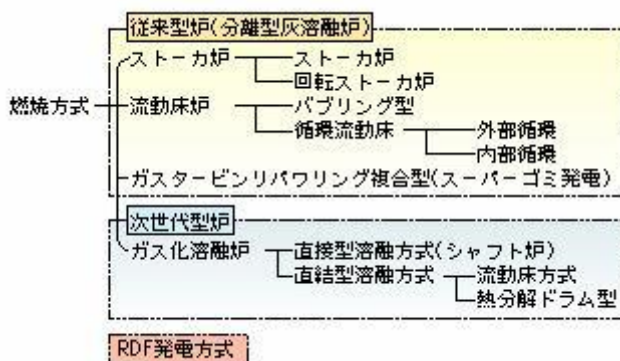 従来型炉(分離型灰溶融炉)
ストーカ炉 ストーカ炉
回転ストーカ炉
燃焼方式 流動床炉 バブリング型
循環流動床 外部循環
内部循環
ガスタービンリパワリング複合型(スーパーゴミ発電)
次世代型炉
ガス化溶融炉 直接型溶融方式(シャフト炉)
直結型溶融方式 流動床方式
熱分解ドラム型
RDF発電方式